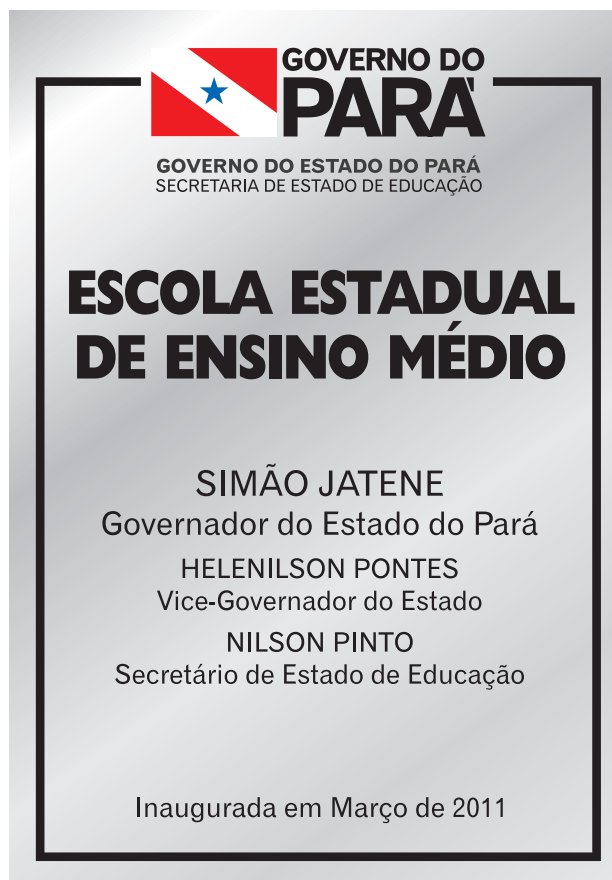 GOVERNO DO
PARÁ
GOVERNO DO ESTADO DO PARÁ
SECRETARIA DE ESTADO DE EDUCAÇÃO
ESCOLA ESTADUAL
DE ENSINO MÉDIO
SIMÃO JATENE
Governador do Estado do Pará
HELENILSON PONTES
Vice-Governador do Estado
NILSON PINTO
Secretário de Estado de Educação
Inaugurada em Março de 2011